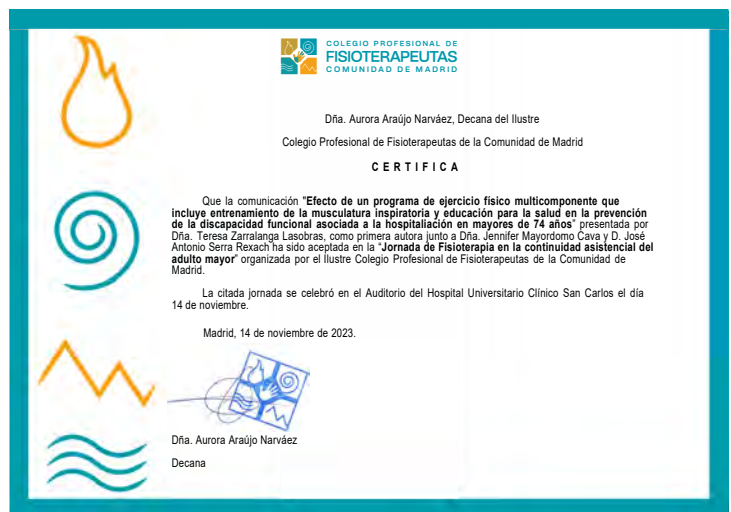 COLEGIO PROFESIONAL DE
FISIOTERAPEUTAS
COMUNIDAD DE MADRID
Dña. Aurora Araújo Narváez, Decana del Ilustre
Colegio Profesional de Fisioterapeutas de la Comunidad de Madrid
C E R T I F I C A
Que la comunicación "Efecto de un programa de ejercicio físico multicomponente que
incluye entrenamiento de la musculatura inspiratoria y educación para la salud en la prevención
de la discapacidad funcional asociada a la hospitaliación en mayores de 74 años" presentada por
Dña. Teresa Zarralanga Lasobras, como primera autora junto a Dña. Jennifer Mayordomo Cava y D. José
Antonio Serra Rexach ha sido aceptada en la "Jornada de Fisioterapia en la continuidad asistencial del
adulto mayor" organizada por el Ilustre Colegio Profesional de Fisioterapeutas de la Comunidad de
Madrid.
La citada jornada se celebró en el Auditorio del Hospital Universitario Clínico San Carlos el día
14 de noviembre.
Madrid, 14 de noviembre de 2023.
Dña. Aurora Araújo Narváez
Decana